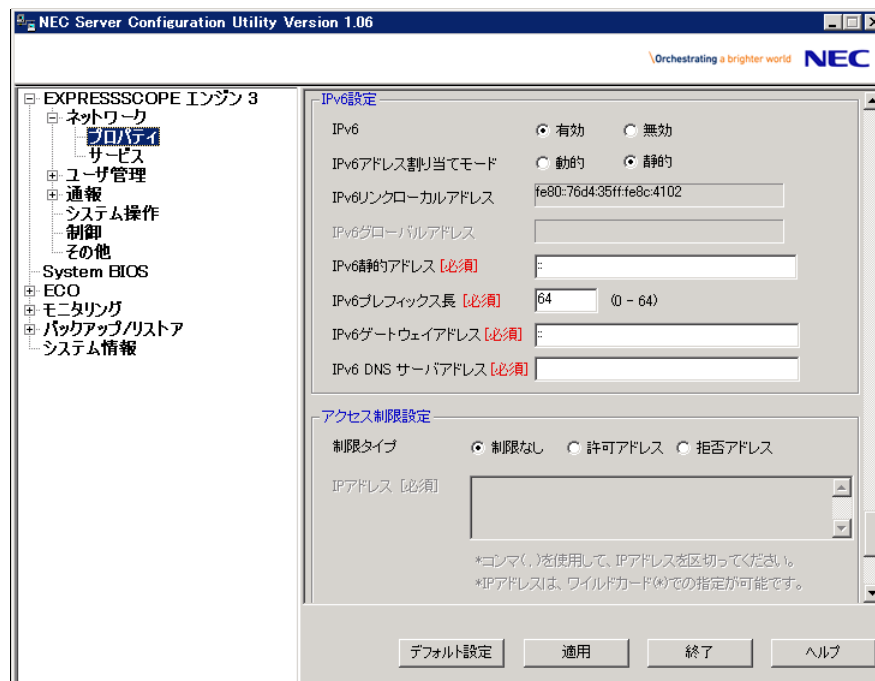 NEC Server Configuration Utility Version 1.06
\Orchestrating a brighter world NEC
EXPRESSSCOPE エンジン 3
ネットワーク
プロパティ
サービス
ユーザ管理
通報
システム操作
制御
その他
System BIOS
ECO
モニタリング
バックアップ/リストア
システム情報
IPv6設定
IPv6 有効 無効
IPv6アドレス割り当てモード 動的 静的
IPv6リンクローカルアドレス fe80::76d4:35ff:fe8c:4102
IPv6グローバルアドレス
IPv6静的アドレス [必須] ::
IPv6プレフィックス長 [必須] 64 (0 - 64)
IPv6ゲートウェイアドレス [必須] ::
IPv6 DNS サーバアドレス [必須]
アクセス制限設定
制限タイプ 制限なし 許可アドレス 拒否アドレス
IPアドレス [必須]
*コンマ(,)を使用して、IPアドレスを区切ってください。
*IPアドレスは、ワイルドカード(*)での指定が可能です。
デフォルト設定 適用 終了 ヘルプ